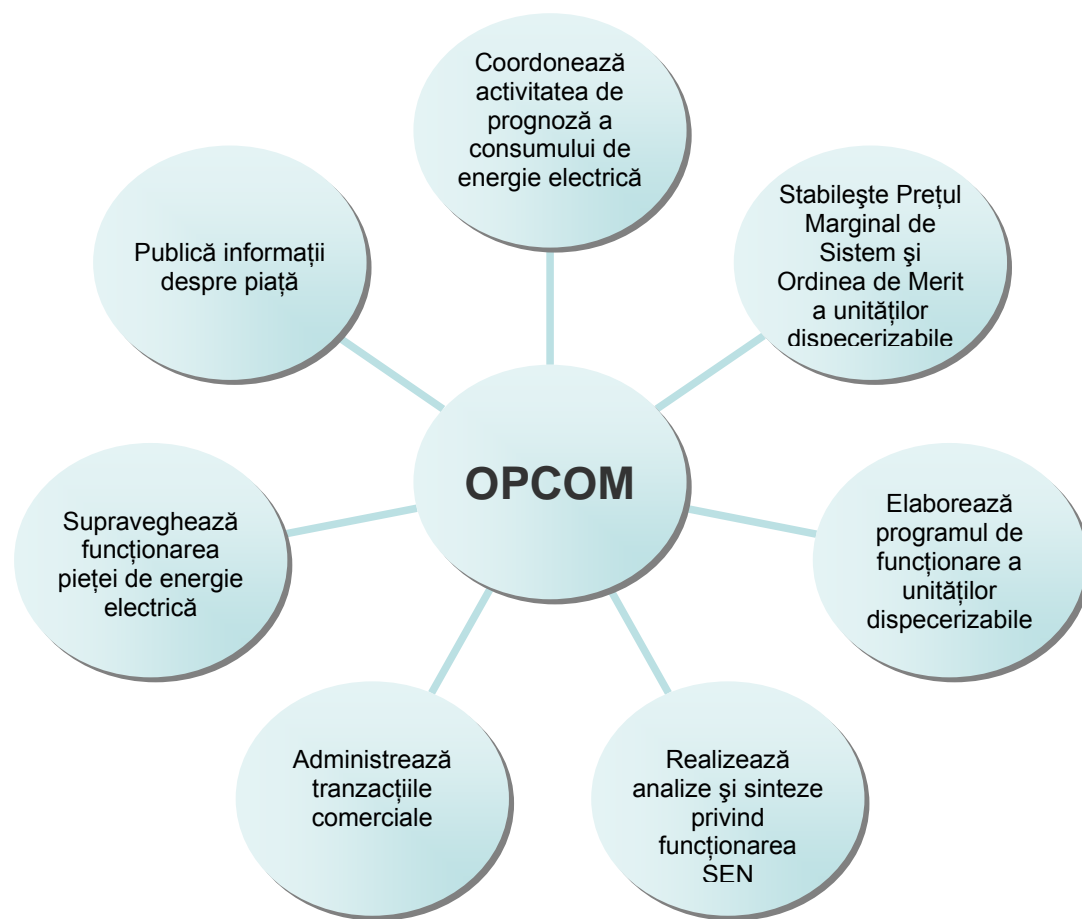 Coordonează
activitatea de
prognoză a
consumului de
energie electrică
Stabileşte Prețul
Marginal de
Sistem şi
Ordinea de Merit
a unităților
dispecerizabile
Publică informații
despre piață
OPCOM
Elaborează
programul de
funcționare a
unităților
dispecerizabile
Supraveghează
funcționarea
pieței de energie
electrică
Administrează
tranzacțiile
comerciale
Realizează
analize şi sinteze
privind
funcționarea
SEN